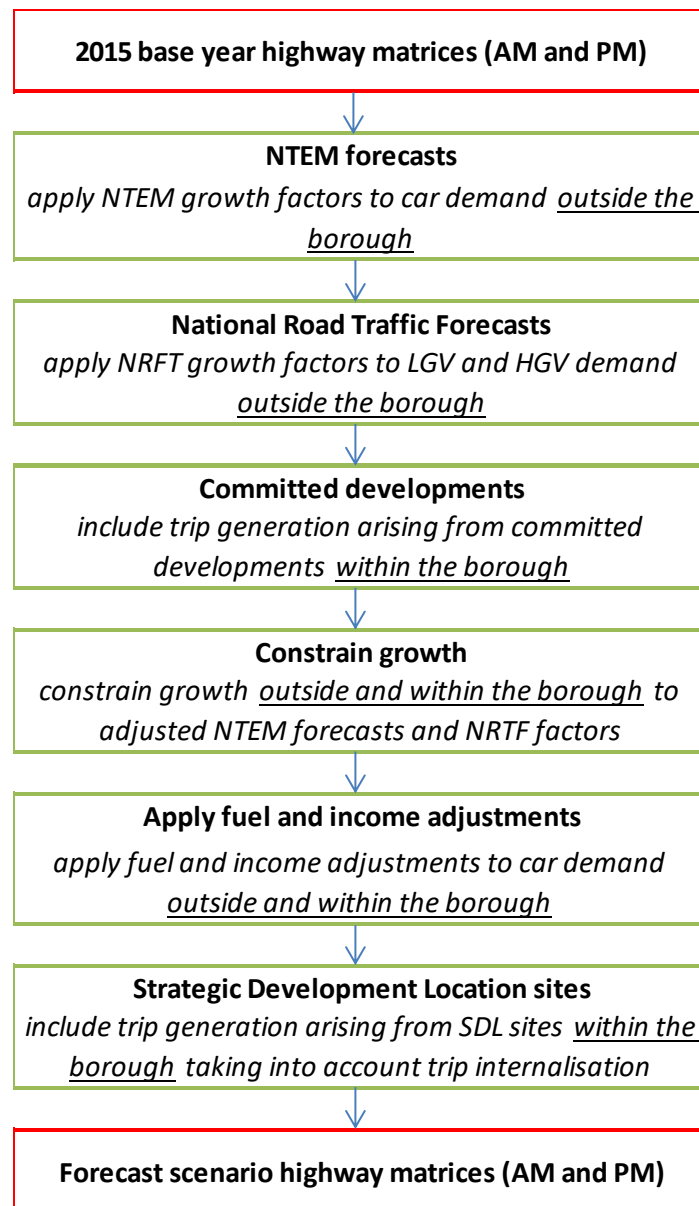 2015 base year highway matrices (AM and PM)
NTEM forecasts
apply NTEM growth factors to car demand outside the
borough
National Road Traffic Forecasts
apply NRFT growth factors to LGV and HGV demand
outside the borough
Committed developments
include trip generation arising from committed
developments within the borough
Constrain growth
constrain growth outside and within the borough to
adjusted NTEM forecasts and NRTF factors
Apply fuel and income adjustments
apply fuel and income adjustments to car demand
outside and within the borough
Strategic Development Location sites
include trip generation arising from SDL sites within the
borough taking into account trip internalisation
Forecast scenario highway matrices (AM and PM)